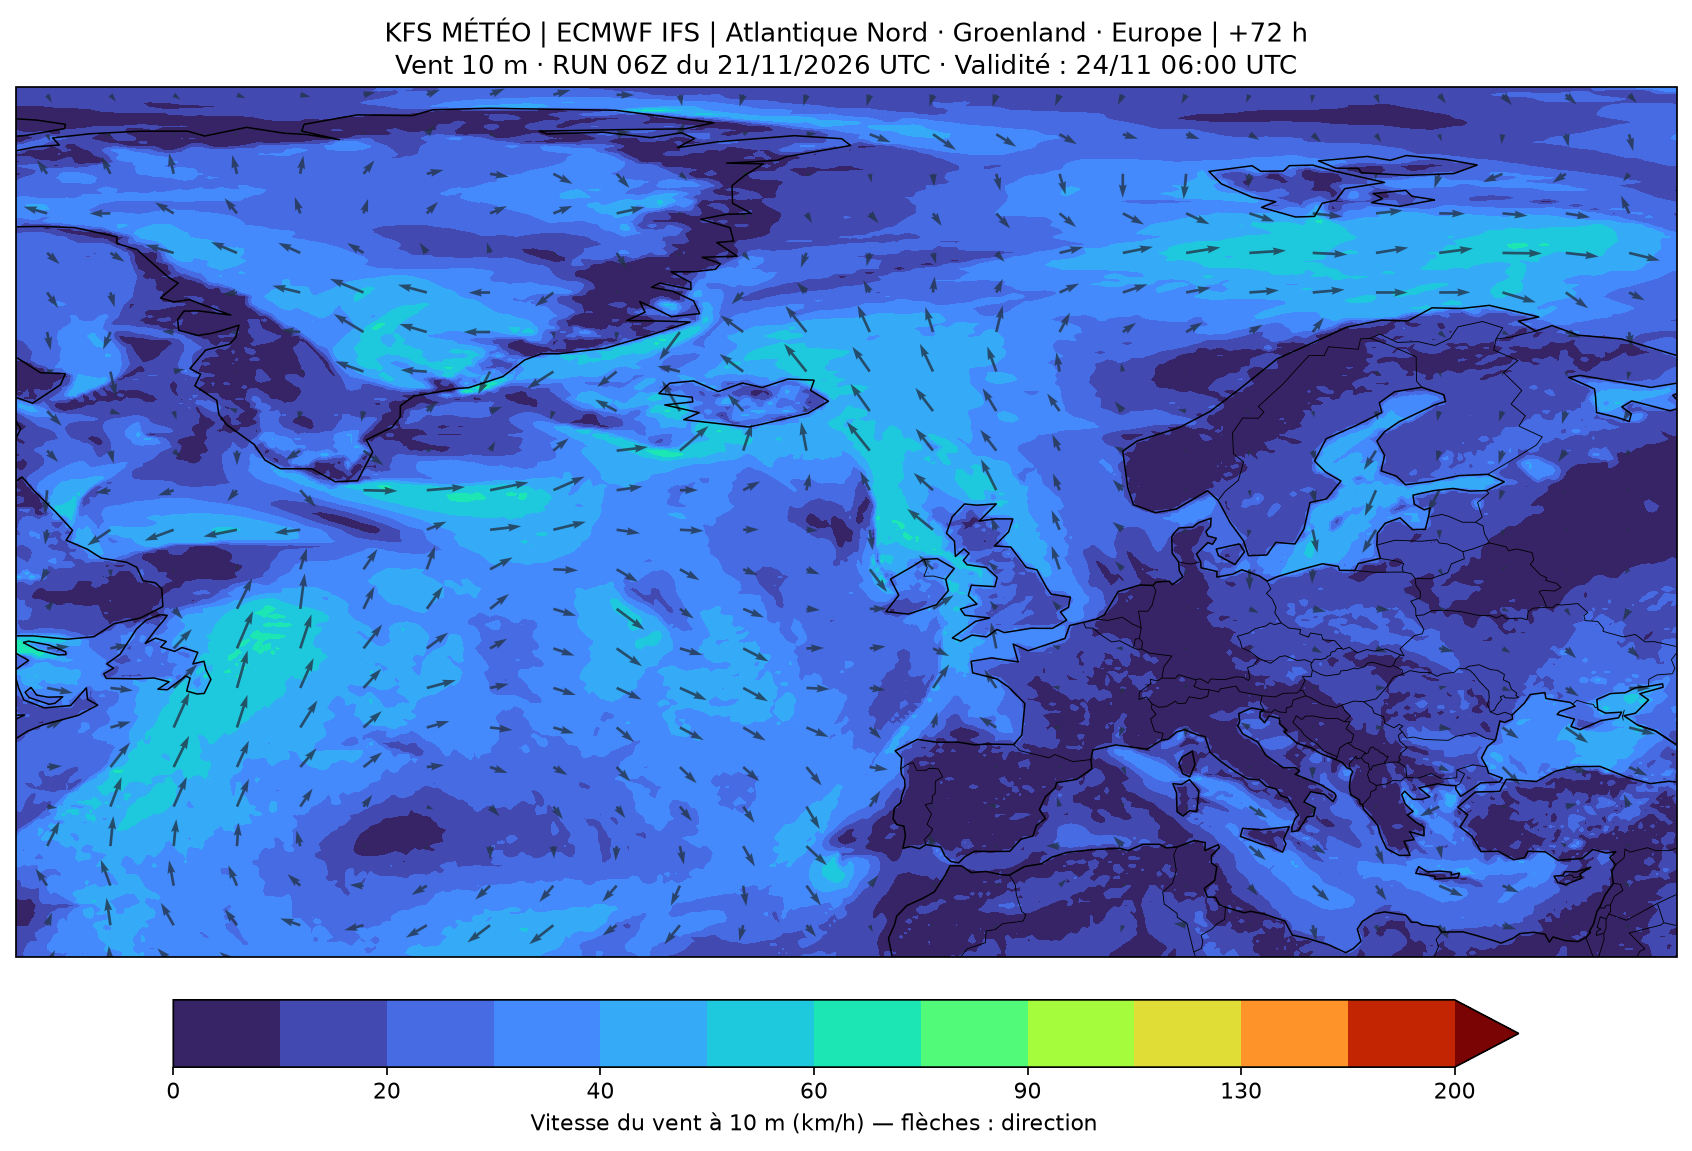 KFS MÉTÉO | ECMWF IFS | Atlantique Nord · Groenland · Europe | +72 h
Vent 10 m · RUN 06Z du 21/11/2026 UTC · Validité : 24/11 06:00 UTC
0 20 40 60 90 130 200
Vitesse du vent à 10 m (km/h) — flèches : direction